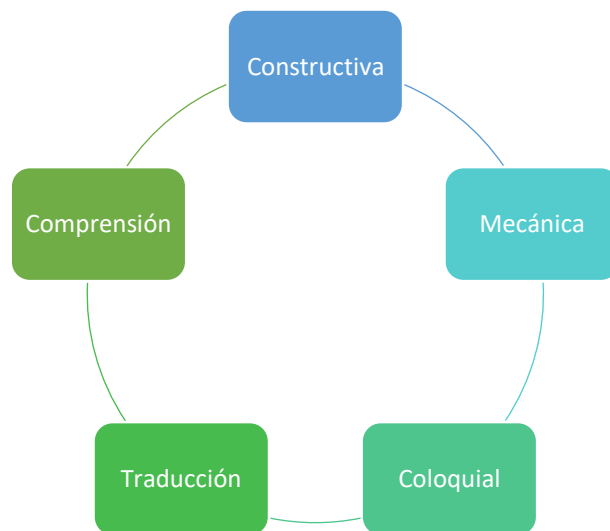 Constructiva
Mecánica
Coloquial
Traducción
Comprensión